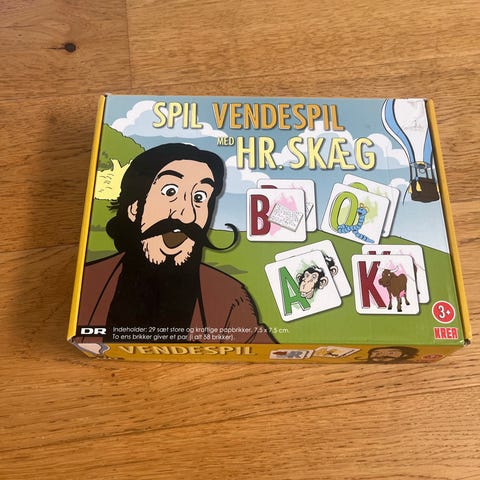 SPIL VENDESPIL
MED HR. SKÆG
B
O
A
K
DR
Indeholder: 29 sæt store og kraftige papbrikker, 7,5 x 7,5 cm.
To ens brikker giver et par (i alt 58 brikker).
3+
KREA
VENDESPIL